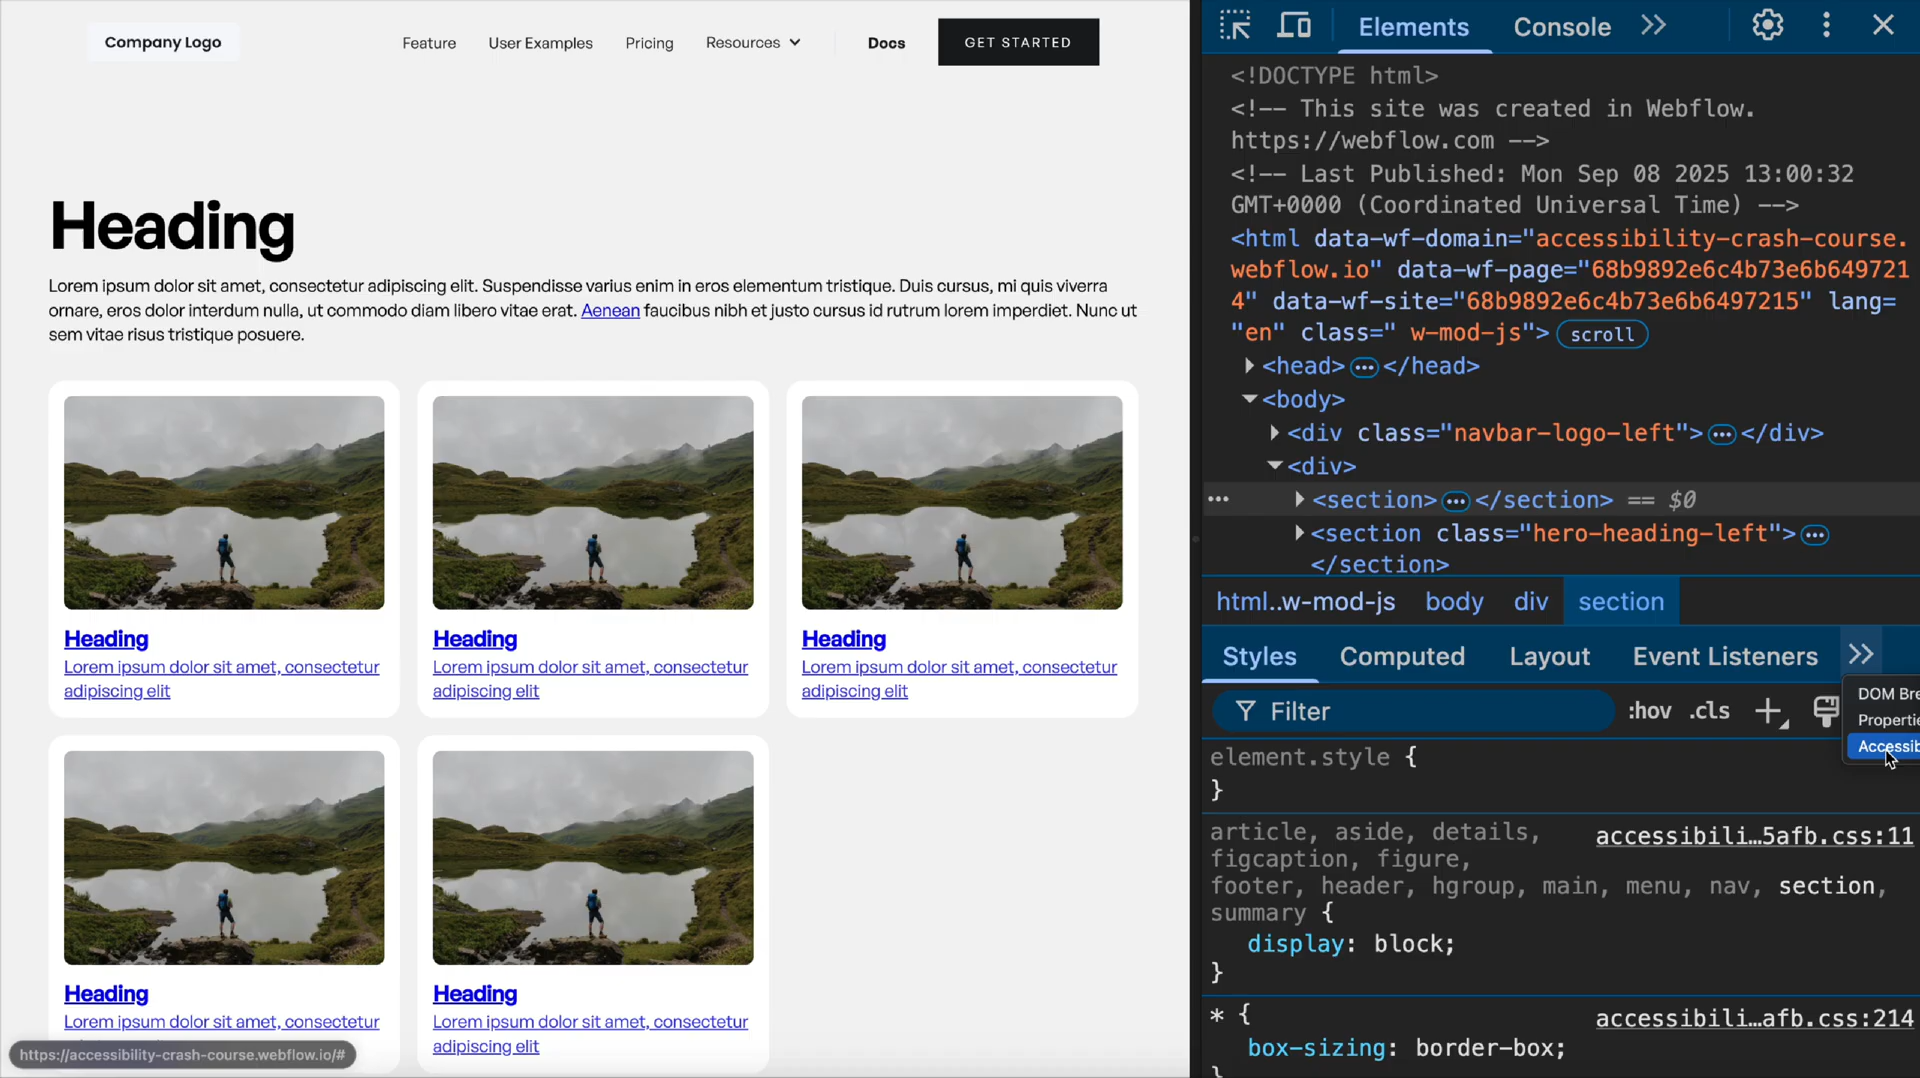 Company Logo
Feature
User Examples
Pricing
Resources
Docs
GET STARTED
Heading
Lorem ipsum dolor sit amet, consectetur adipiscing elit. Suspendisse varius enim in eros elementum tristique. Duis cursus, mi quis viverra
ornare, eros dolor interdum nulla, ut commodo diam libero vitae erat. Aenean faucibus nibh et justo cursus id rutrum lorem imperdiet. Nunc ut
sem vitae risus tristique posuere.
Heading
Lorem ipsum dolor sit amet, consectetur
adipiscing elit
Heading
Lorem ipsum dolor sit amet, consectetur
adipiscing elit
Heading
Lorem ipsum dolor sit amet, consectetur
adipiscing elit
Heading
Lorem ipsum dolor sit amet, consectetur
Heading
Lorem ipsum dolor sit amet, consectetur
adipiscing elit
https://accessibility-crash-course.webflow.io/#
Elements
Console
<!DOCTYPE html>
<!-- This site was created in Webflow.
https://webflow.com -->
<!-- Last Published: Mon Sep 08 2025 13:00:32
GMT+0000 (Coordinated Universal Time) -->
<html data-wf-domain="accessibility-crash-course.
webflow.io" data-wf-page="68b9892e6c4b73e6b649721
4" data-wf-site="68b9892e6c4b73e6b6497215" lang=
"en" class=" w-mod-js"> scroll
<head> … </head>
<body>
<div class="navbar-logo-left"> … </div>
<div>
… <section> … </section> == $0
<section class="hero-heading-left"> …
</section>
html..w-mod-js
body
div
section
Styles
Computed
Layout
Event Listeners
Filter
:hov
.cls
DOM Bre
Propertie
Accessib
element.style {
}
article, aside, details,
figcaption, figure,
footer, header, hgroup, main, menu, nav, section,
summary {
accessibili…5afb.css:11
display: block;
}
* {
accessibili…afb.css:214
box-sizing: border-box;
}